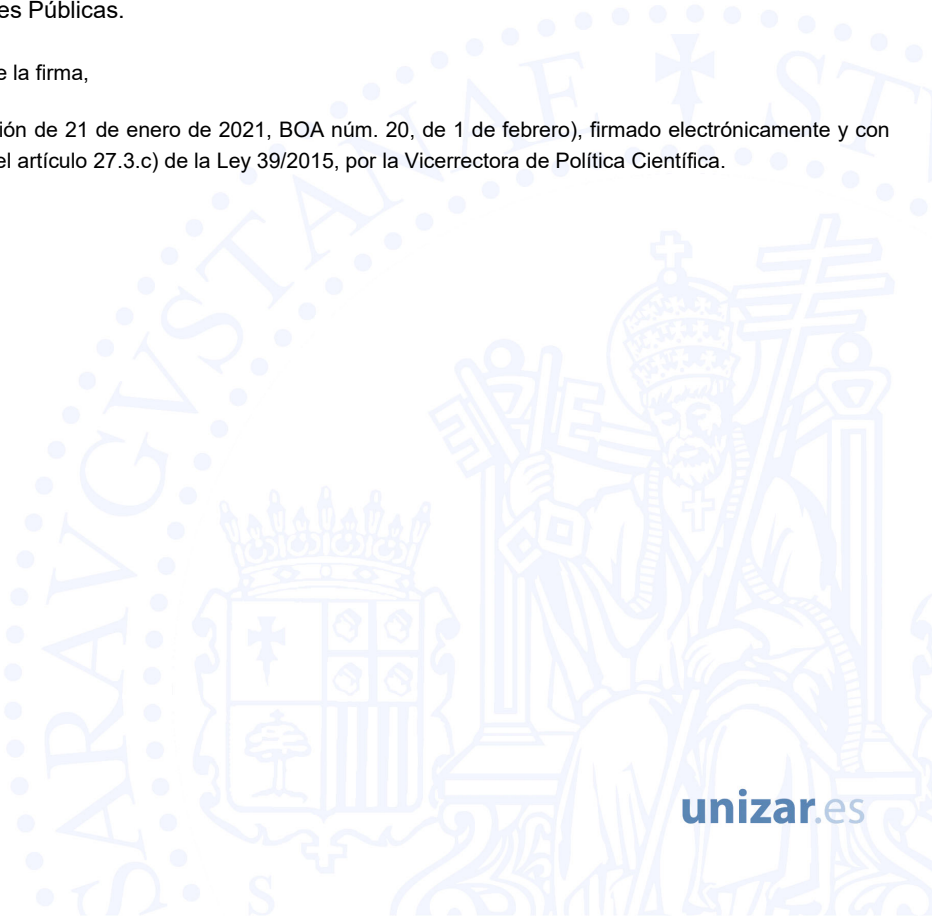 es Públicas.
e la firma,
ión de 21 de enero de 2021, BOA núm. 20, de 1 de febrero), firmado electrónicamente y con
el artículo 27.3.c) de la Ley 39/2015, por la Vicerrectora de Política Científica.
SARAVGVSTANAE ST
S
unizar.es